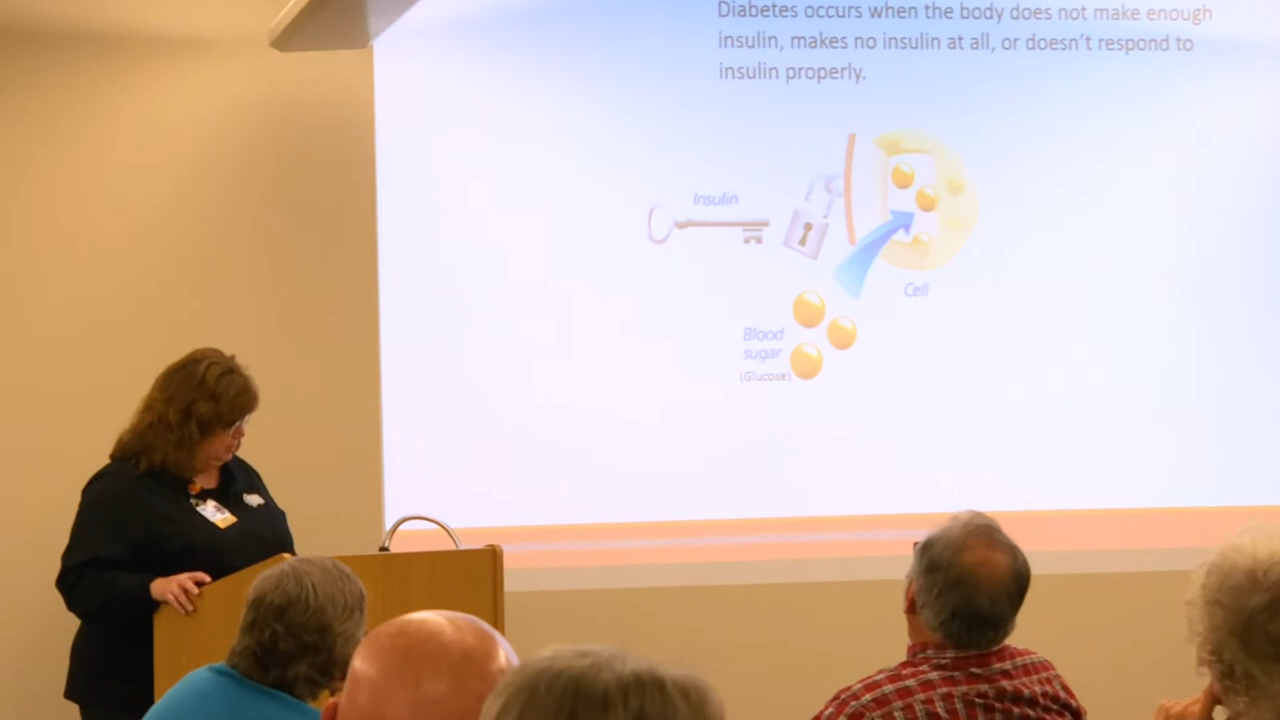 Diabetes occurs when the body does not make enough
insulin, makes no insulin at all, or doesn't respond to
insulin properly.
Insulin
Cell
Blood
sugar
(Glucose)